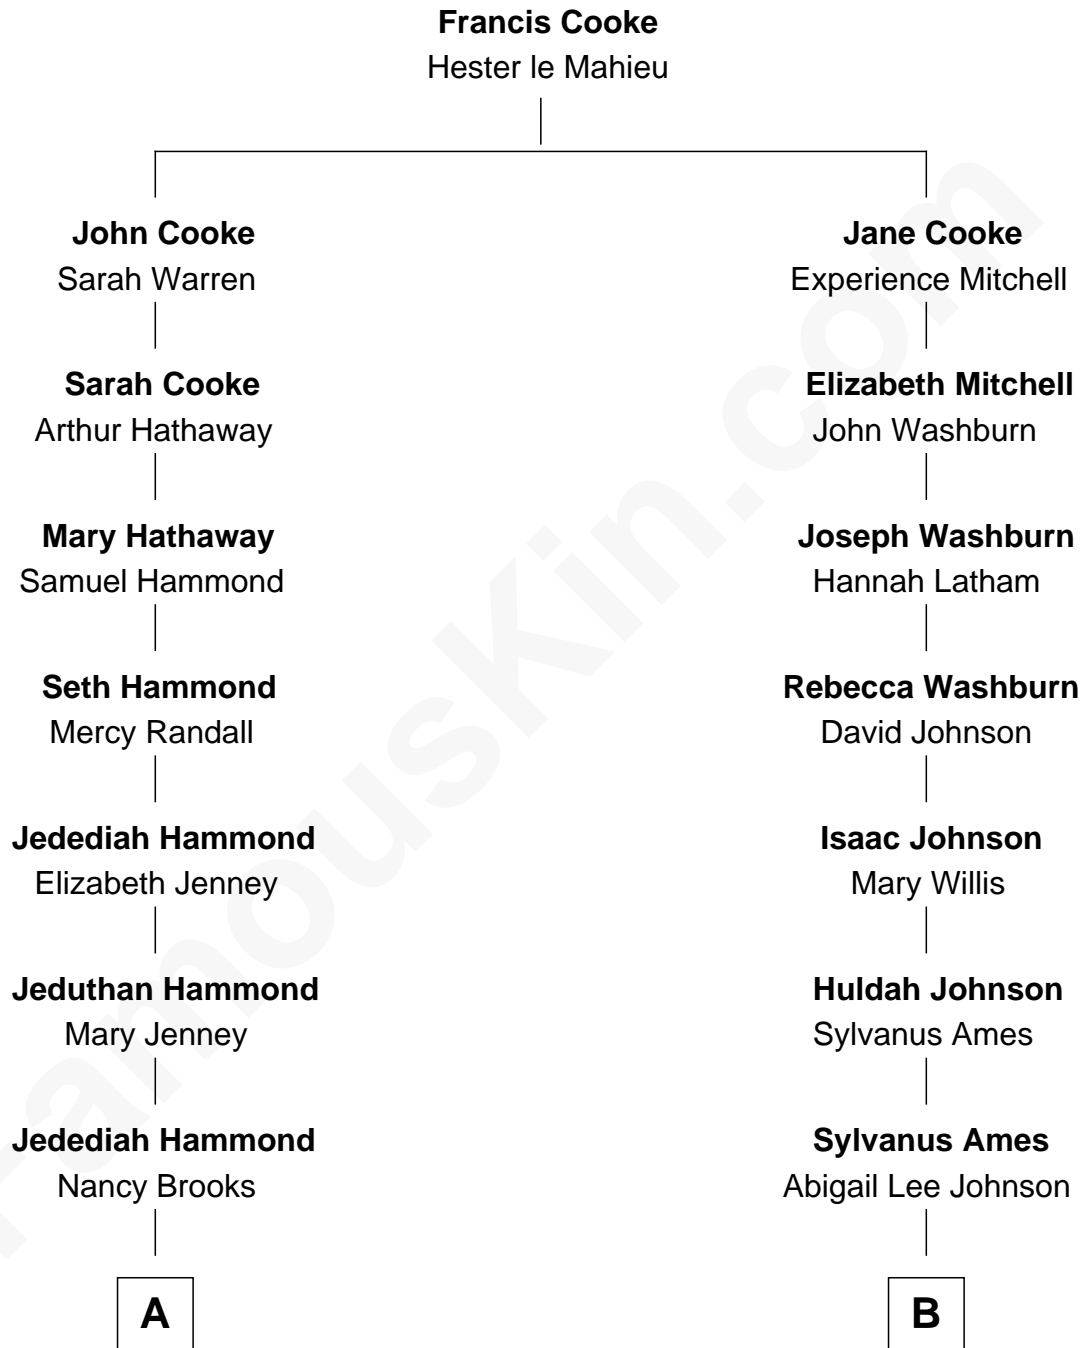 Francis Cooke
Hester le Mahieu
John Cooke
Sarah Warren
Jane Cooke
Experience Mitchell
Sarah Cooke
Arthur Hathaway
Elizabeth Mitchell
John Washburn
Mary Hathaway
Samuel Hammond
Joseph Washburn
Hannah Latham
Seth Hammond
Mercy Randall
Rebecca Washburn
David Johnson
Jedediah Hammond
Elizabeth Jenney
Isaac Johnson
Mary Willis
Jeduthan Hammond
Mary Jenney
Huldah Johnson
Sylvanus Ames
Jedediah Hammond
Nancy Brooks
Sylvanus Ames
Abigail Lee Johnson
A
B
FamousKin.com